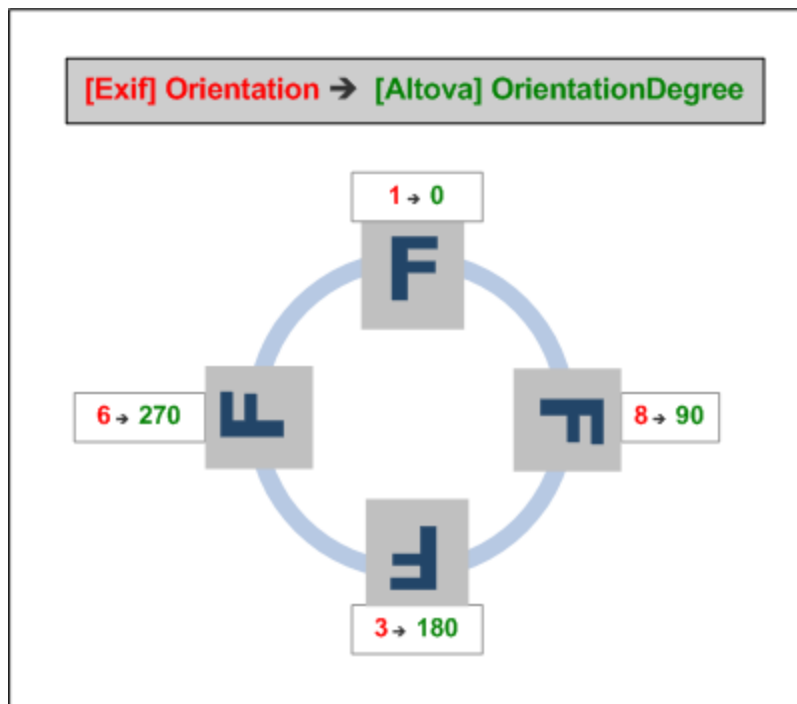 [Exif] Orientation ➔ [Altova] OrientationDegree
1 ➔ 0
F
F
6 ➔ 270
F
8 ➔ 90
F
3 ➔ 180